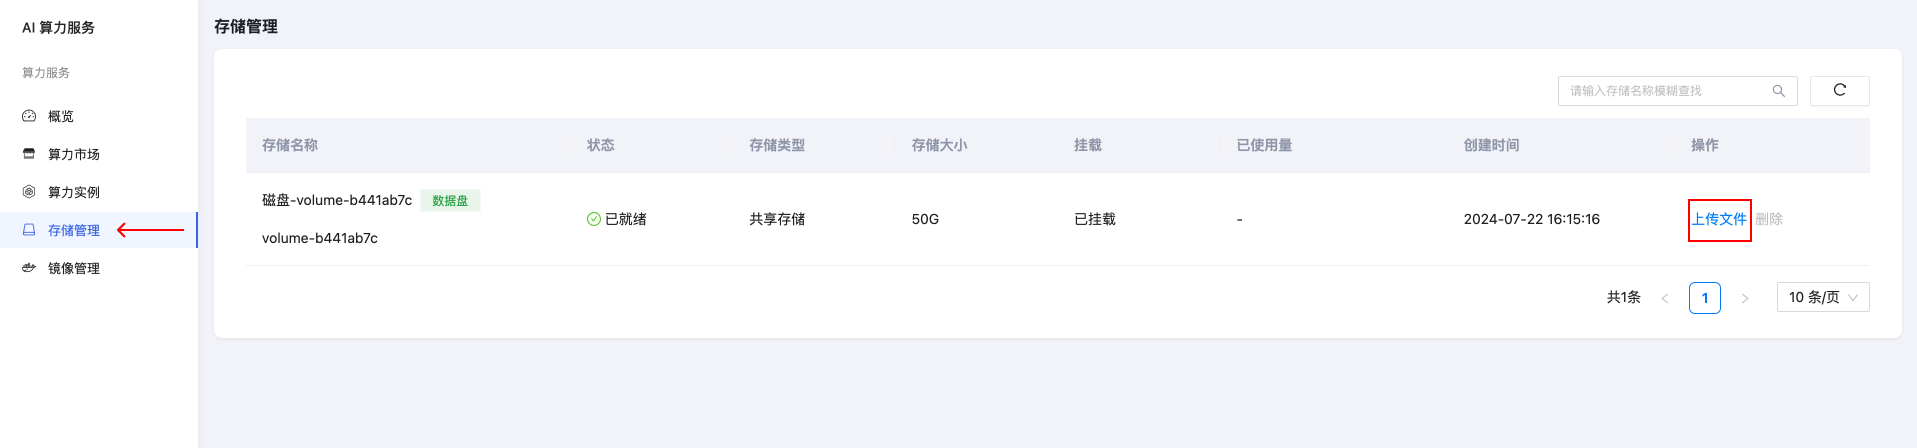 AI 算力服务
算力服务
概览
算力市场
算力实例
存储管理
镜像管理
存储管理
请输入存储名称模糊查找
存储名称 状态 存储类型 存储大小 挂载 已使用量 创建时间 操作
磁盘-volume-b441ab7c 数据盘
volume-b441ab7c
已就绪 共享存储 50G 已挂载 - 2024-07-22 16:15:16 上传文件 删除
共1条 < 1 > 10 条/页